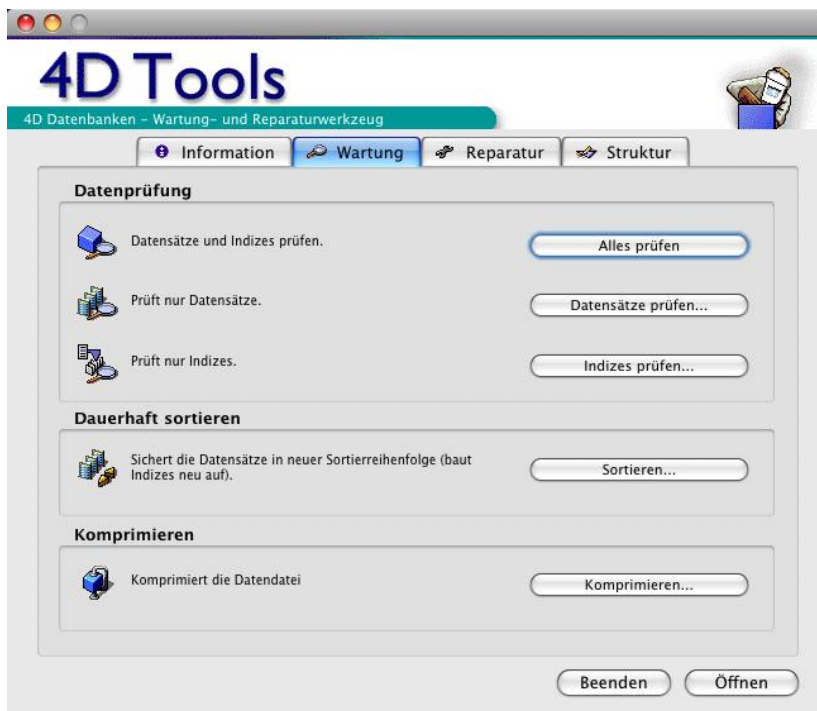 4D Tools
4D Datenbanken – Wartung- und Reparaturwerkzeug
Information Wartung Reparatur Struktur
Datenprüfung
Datensätze und Indizes prüfen.
Alles prüfen
Prüft nur Datensätze.
Datensätze prüfen...
Prüft nur Indizes.
Indizes prüfen...
Dauerhaft sortieren
Sichert die Datensätze in neuer Sortierreihenfolge (baut
Indizes neu auf).
Sortieren...
Komprimieren
Komprimiert die Datendatei
Komprimieren...
Beenden Öffnen